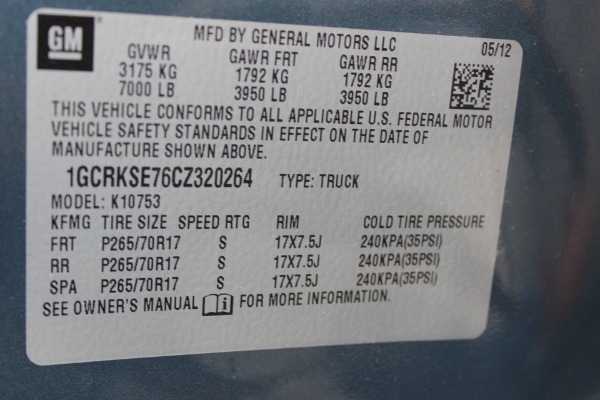 GM
MFD BY GENERAL MOTORS LLC
05/12
GVWR GAWR FRT GAWR RR
3175 KG 1792 KG 1792 KG
7000 LB 3950 LB 3950 LB
THIS VEHICLE CONFORMS TO ALL APPLICABLE U.S. FEDERAL MOTOR
VEHICLE SAFETY STANDARDS IN EFFECT ON THE DATE OF
MANUFACTURE SHOWN ABOVE.
1GCRKSE76CZ320264 TYPE: TRUCK
MODEL: K10753
KFMG TIRE SIZE SPEED RTG RIM COLD TIRE PRESSURE
FRT P265/70R17 S 17X7.5J 240KPA(35PSI)
RR P265/70R17 S 17X7.5J 240KPA(35PSI)
SPA P265/70R17 S 17X7.5J 240KPA(35PSI)
SEE OWNER'S MANUAL i FOR MORE INFORMATION.